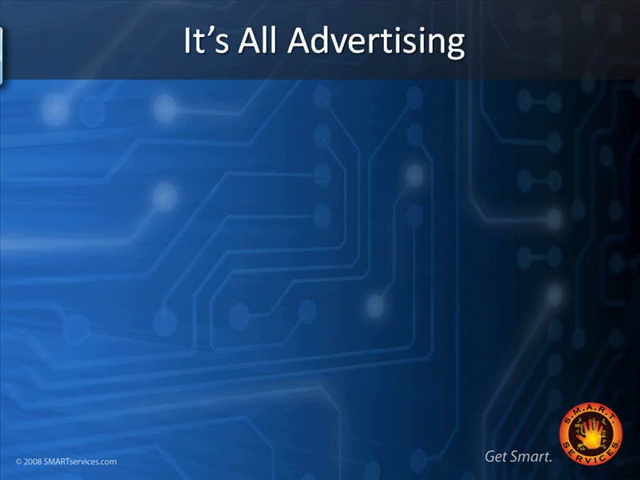 It's All Advertising
S.M.A.R.T.
SERVICES
Get Smart.
© 2008 SMARTservices.com